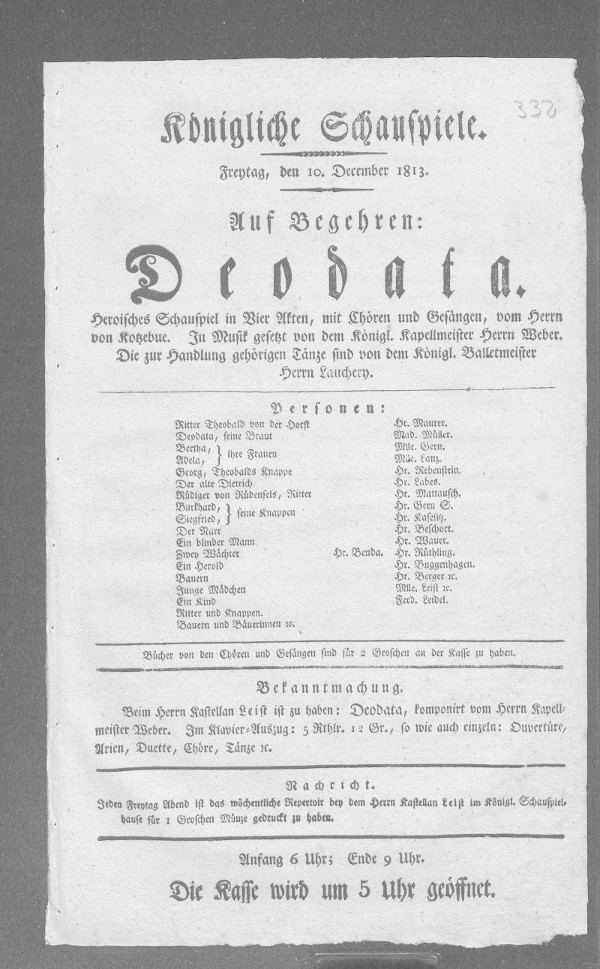 332
Königliche Schauspiele.
Freytag, den 10. December 1813.
Auf Begehren:
Deodata.
Heroisches Schauspiel in Vier Akten, mit Chören und Gesängen, vom Herrn
von Kotzebue. In Musik gesetzt von dem Königl. Kapellmeister Herrn Weber.
Die zur Handlung gehörigen Tänze sind von dem Königl. Balletmeister
Herrn Lauchery.
Personen:
Ritter Theobald von der Horst Hr. Maurer.
Deodata, seine Braut Mad. Müller.
Bertha, } ihre Frauen Mlle. Gern.
Adela, Mlle. Lanz.
Georg, Theobalds Knappe Hr. Rebenstein.
Der alte Dietrich Hr. Labes.
Rüdiger von Rüdenfels, Ritter Hr. Mattausch.
Burkhard, } seine Knappen Hr. Gern S.
Siegfried, Hr. Kaselitz.
Der Narr Hr. Beschort.
Ein blinder Mann Hr. Wauer.
Zwey Wächter Hr. Benda. Hr. Rüthling.
Ein Herold Hr. Buggenhagen.
Bauern Hr. Berger ꝛc.
Junge Mädchen Mlle. Leist ꝛc.
Ein Kind Ferd. Leidel.
Ritter und Knappen.
Bauern und Bäuerinnen ꝛc.
Bücher von den Chören und Gesängen sind für 2 Groschen an der Kasse zu haben.
Bekanntmachung.
Beim Herrn Kastellan Leist ist zu haben: Deodata, komponirt vom Herrn Kapell-
meister Weber. Im Klavier-Auszug: 5 Rthlr. 12 Gr., so wie auch einzeln: Ouvertüre,
Arien, Duette, Chöre, Tänze ꝛc.
Nachricht.
Jeden Freytag Abend ist das wöchentliche Repertoir bey dem Herrn Kastellan Leist im Königl. Schauspiel-
hause für 1 Groschen Münze gedruckt zu haben.
Anfang 6 Uhr; Ende 9 Uhr.
Die Kasse wird um 5 Uhr geöffnet.